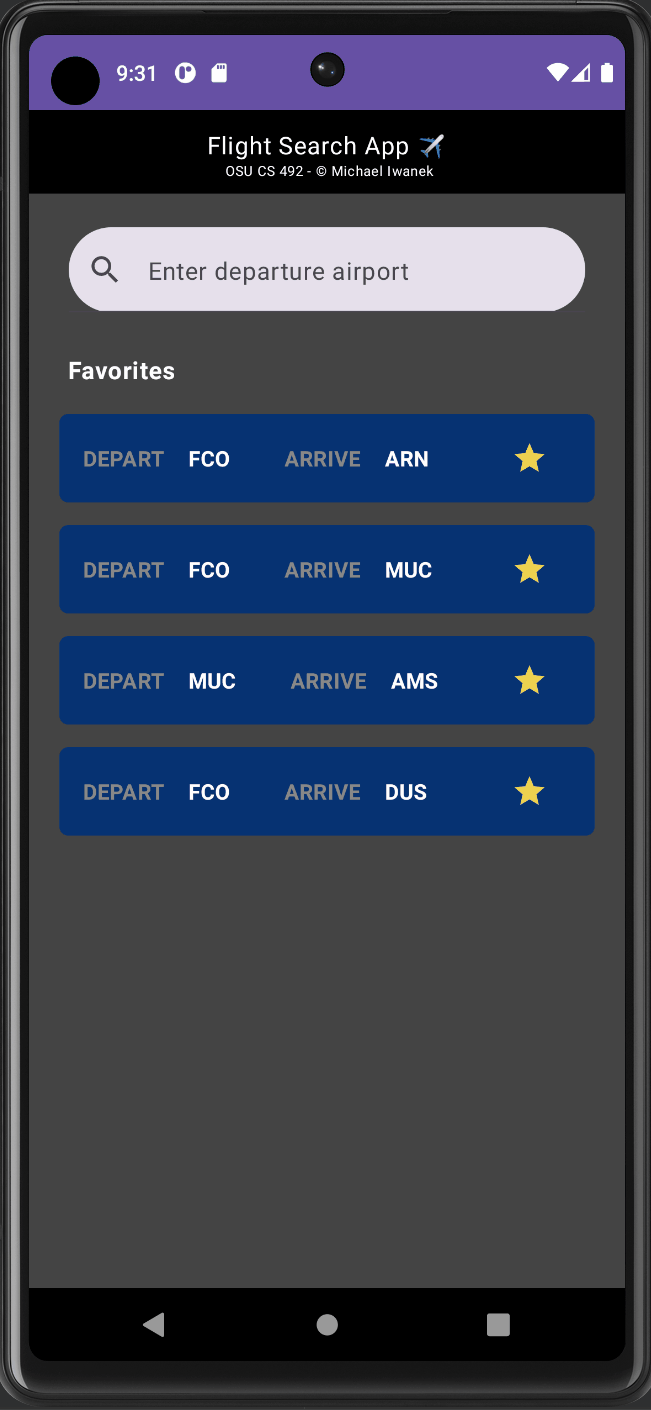 9:31
Flight Search App ✈️
OSU CS 492 - © Michael Iwanek
Enter departure airport
Favorites
DEPART FCO ARRIVE ARN
DEPART FCO ARRIVE MUC
DEPART MUC ARRIVE AMS
DEPART FCO ARRIVE DUS